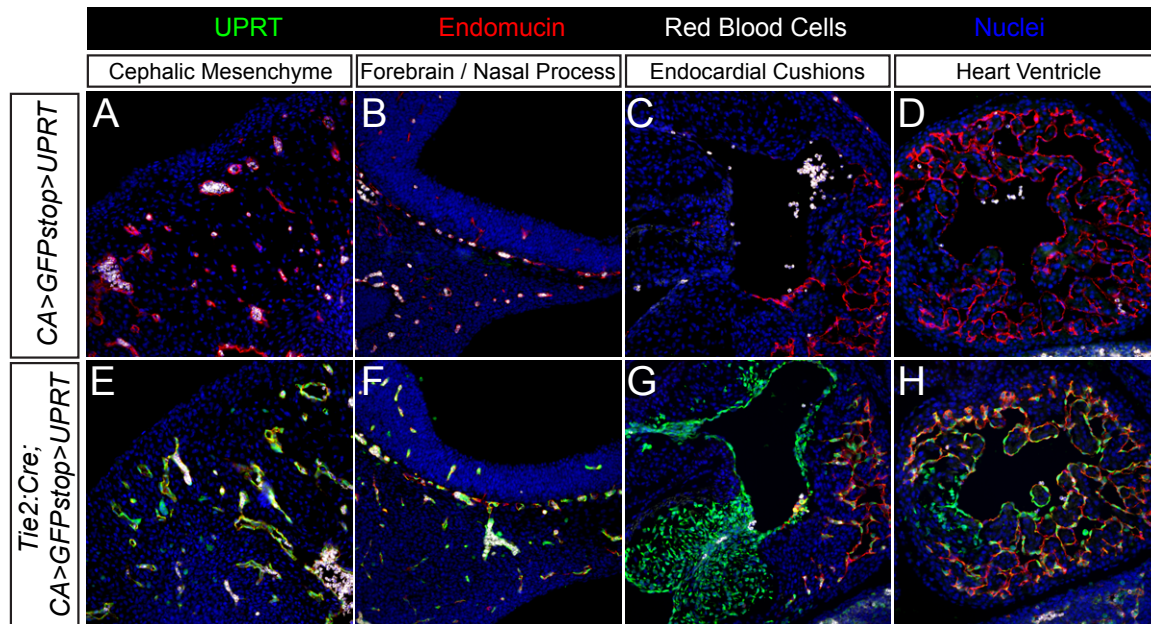 UPRT Endomucin Red Blood Cells Nuclei
Cephalic Mesenchyme Forebrain / Nasal Process Endocardial Cushions Heart Ventricle
CA>GFPstop>UPRT
A B C D
Tie2:Cre;
CA>GFPstop>UPRT
E F G H